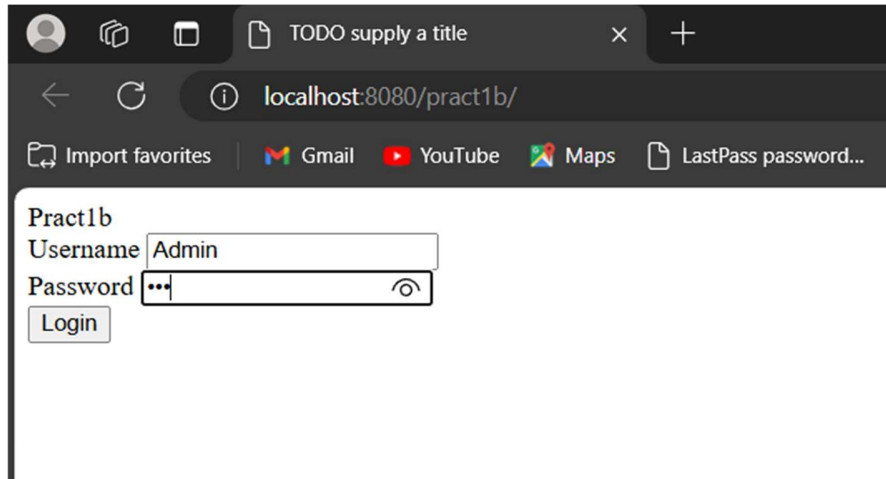 TODO supply a title
localhost:8080/pract1b/
Import favorites Gmail YouTube Maps LastPass password...
Pract1b
Username Admin
Password •••
Login